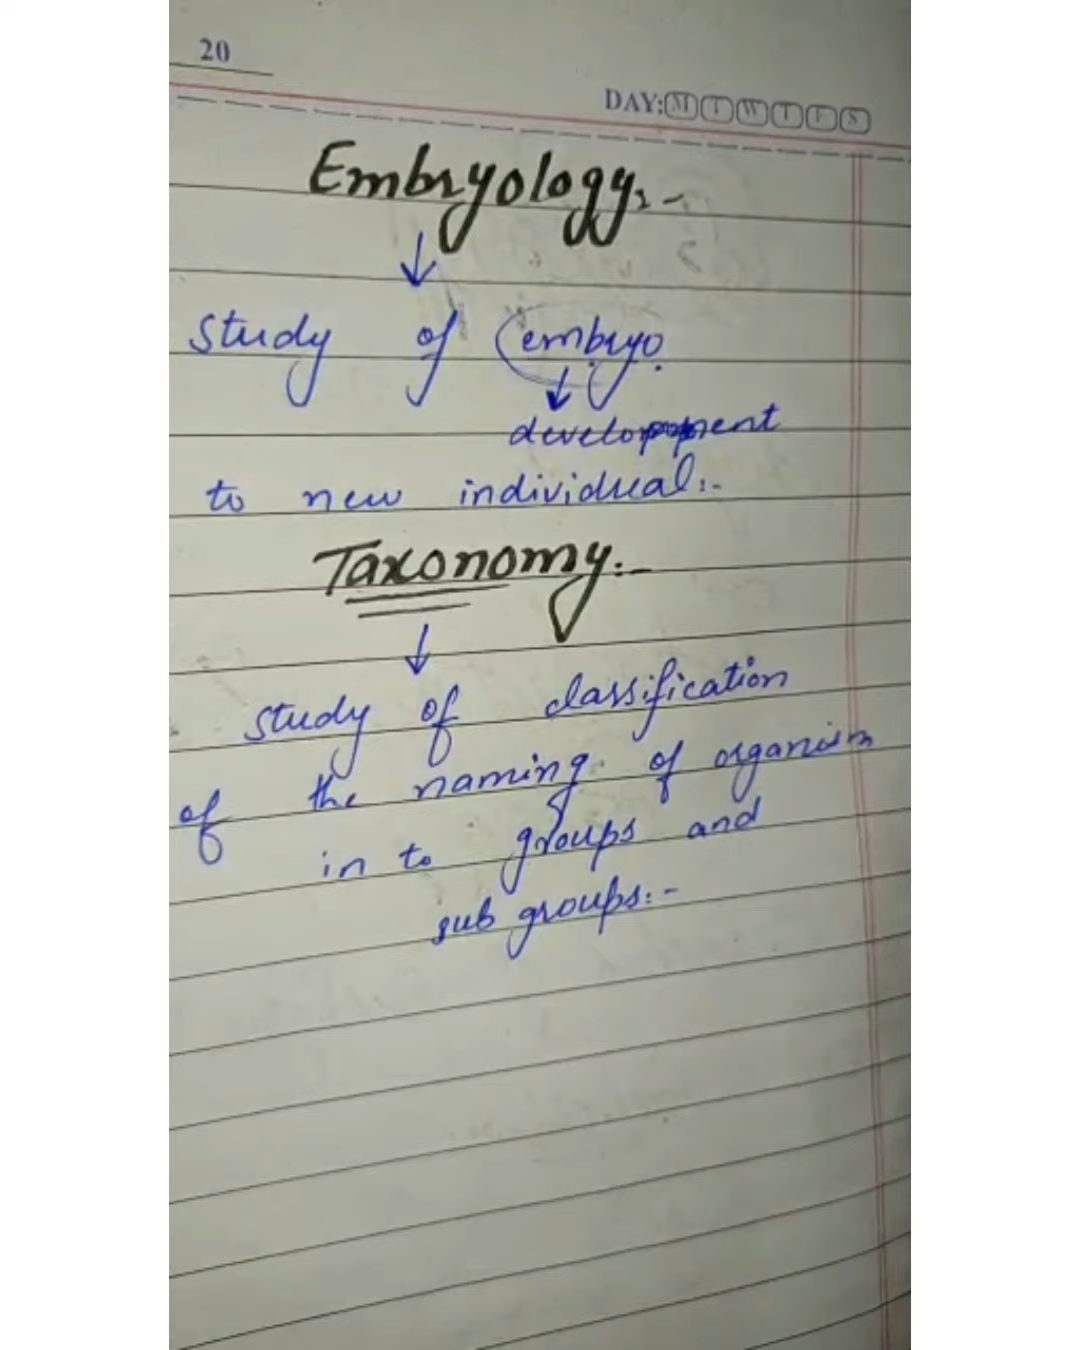 20
DAY: M T W T F S
Embryology:-
↓
study of (embryo.
↓
development
to new individual:-
Taxonomy:-
↓
study of classification
of the naming of organism
in to groups and
sub groups:-